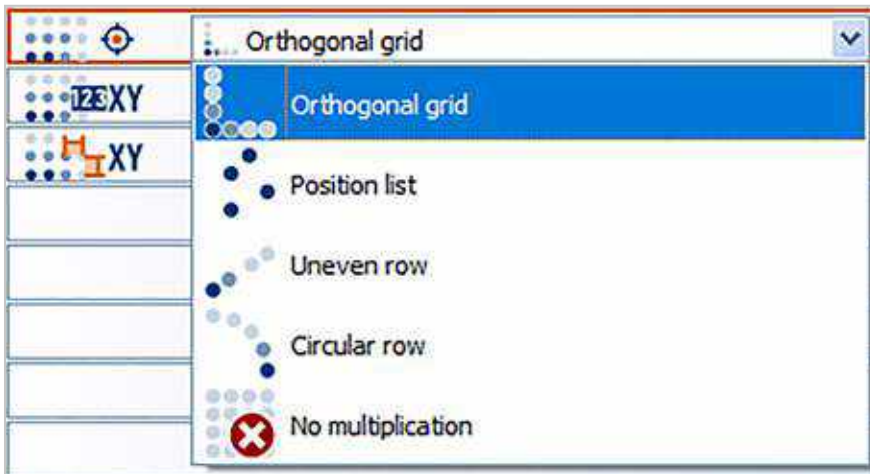 Orthogonal grid
Orthogonal grid
123XY
XY
Position list
Uneven row
Circular row
No multiplication